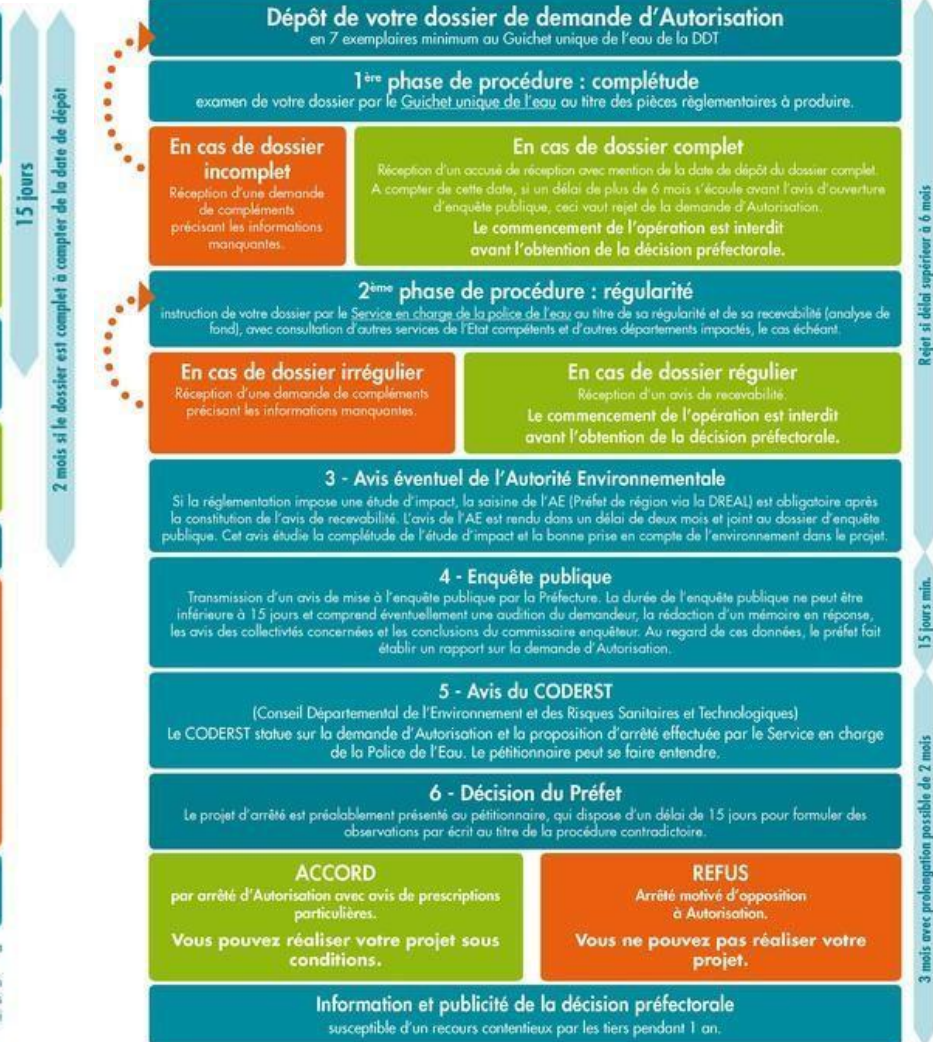 Dépôt de votre dossier de demande d'Autorisation
en 7 exemplaires minimum au Guichet unique de l'eau de la DDT
1ère phase de procédure : complétude
examen de votre dossier par le Guichet unique de l'eau au titre des pièces règlementaires à produire.
En cas de dossier
incomplet
Réception d'une demande
de compléments
précisant les informations
manquantes.
En cas de dossier complet
Réception d'un accusé de réception avec mention de la date de dépôt du dossier complet.
A compter de cette date, si un délai de plus de 6 mois s'écoule avant l'avis d'ouverture
d'enquête publique, ceci vaut rejet de la demande d'Autorisation.
Le commencement de l'opération est interdit
avant l'obtention de la décision préfectorale.
2ème phase de procédure : régularité
instruction de votre dossier par le Service en charge de la police de l'eau au titre de sa régularité et de sa recevabilité (analyse de
fond), avec consultation d'autres services de l'Etat compétents et d'autres départements impactés, le cas échéant.
En cas de dossier irrégulier
Réception d'une demande de compléments
précisant les informations manquantes.
En cas de dossier régulier
Réception d'un avis de recevabilité.
Le commencement de l'opération est interdit
avant l'obtention de la décision préfectorale.
3 - Avis éventuel de l'Autorité Environnementale
Si la réglementation impose une étude d'impact, la saisine de l'AE (Préfet de région via la DREAL) est obligatoire après
la constitution de l'avis de recevabilité. L'avis de l'AE est rendu dans un délai de deux mois et joint au dossier d'enquête
publique. Cet avis étudie la complétude de l'étude d'impact et la bonne prise en compte de l'environnement dans le projet.
4 - Enquête publique
Transmission d'un avis de mise à l'enquête publique par la Préfecture. La durée de l'enquête publique ne peut être
inférieure à 15 jours et comprend éventuellement une audition du demandeur, la rédaction d'un mémoire en réponse,
les avis des collectivtés concernées et les conclusions du commissaire enquêteur. Au regard de ces données, le préfet fait
établir un rapport sur la demande d'Autorisation.
5 - Avis du CODERST
(Conseil Départemental de l'Environnement et des Risques Sanitaires et Technologiques)
Le CODERST statue sur la demande d'Autorisation et la proposition d'arrêté effectuée par le Service en charge
de la Police de l'Eau. Le pétitionnaire peut se faire entendre.
6 - Décision du Préfet
Le projet d'arrêté est préalablement présenté au pétitionnaire, qui dispose d'un délai de 15 jours pour formuler des
observations par écrit au titre de la procédure contradictoire.
ACCORD
par arrêté d'Autorisation avec avis de prescriptions
particulières.
Vous pouvez réaliser votre projet sous
conditions.
REFUS
Arrêté motivé d'opposition
à Autorisation.
Vous ne pouvez pas réaliser votre
projet.
Information et publicité de la décision préfectorale
susceptible d'un recours contentieux par les tiers pendant 1 an.
15 jours
2 mois si le dossier est complet à compter de la date de dépôt
Rejet si délai supérieur à 6 mois
15 jours min.
3 mois avec prolongation possible de 2 mois